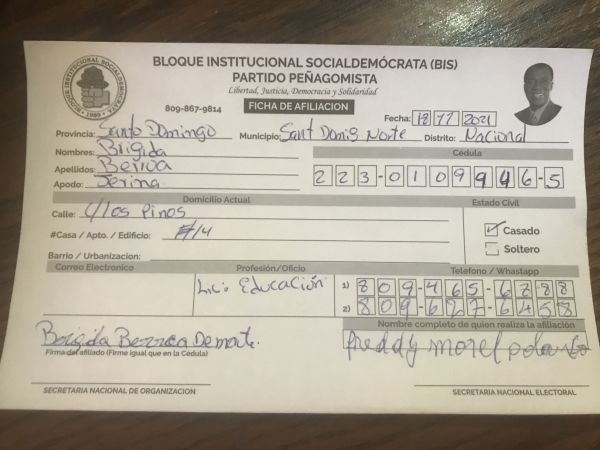 BLOQUE INSTITUCIONAL SOCIALDEMÓCRATA (BIS)
PARTIDO PEÑAGOMISTA
Libertad, Justicia, Democracia y Solidaridad
809-867-9814 FICHA DE AFILIACION
Fecha: 18 11 2021
Provincia: Santo Domingo Municipio: Sant Domig Norte Distrito: Nacional
Nombres: Brigida
Apellidos: Berroa Cédula
Apodo: 223-0109946-5
Domicilio Actual Estado Civil
Calle: C/Los Pinos
#Casa / Apto. / Edificio: #14 Casado
Barrio / Urbanizacion: Soltero
Correo Electronico Profesión/Oficio Telefono / Whastapp
Lic. Educación 1) 809-465-6788
2) 809-627-6458
Nombre completo de quien realiza la afiliación
Brigida Berroa freddy morel polanco
Firma del afiliado (Firme igual que en la Cédula)
SECRETARIA NACIONAL DE ORGANIZACION SECRETARIA NACIONAL ELECTORAL